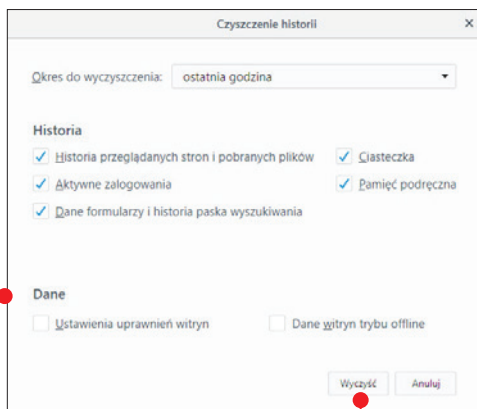 Czyszczenie historii
Okres do wyczyszczenia: ostatnia godzina
Historia
Historia przeglądanych stron i pobranych plików Ciasteczka
Aktywne zalogowania Pamięć podręczna
Dane formularzy i historia paska wyszukiwania
Dane
Ustawienia uprawnień witryn Dane witryn trybu offline
Wyczyść Anuluj